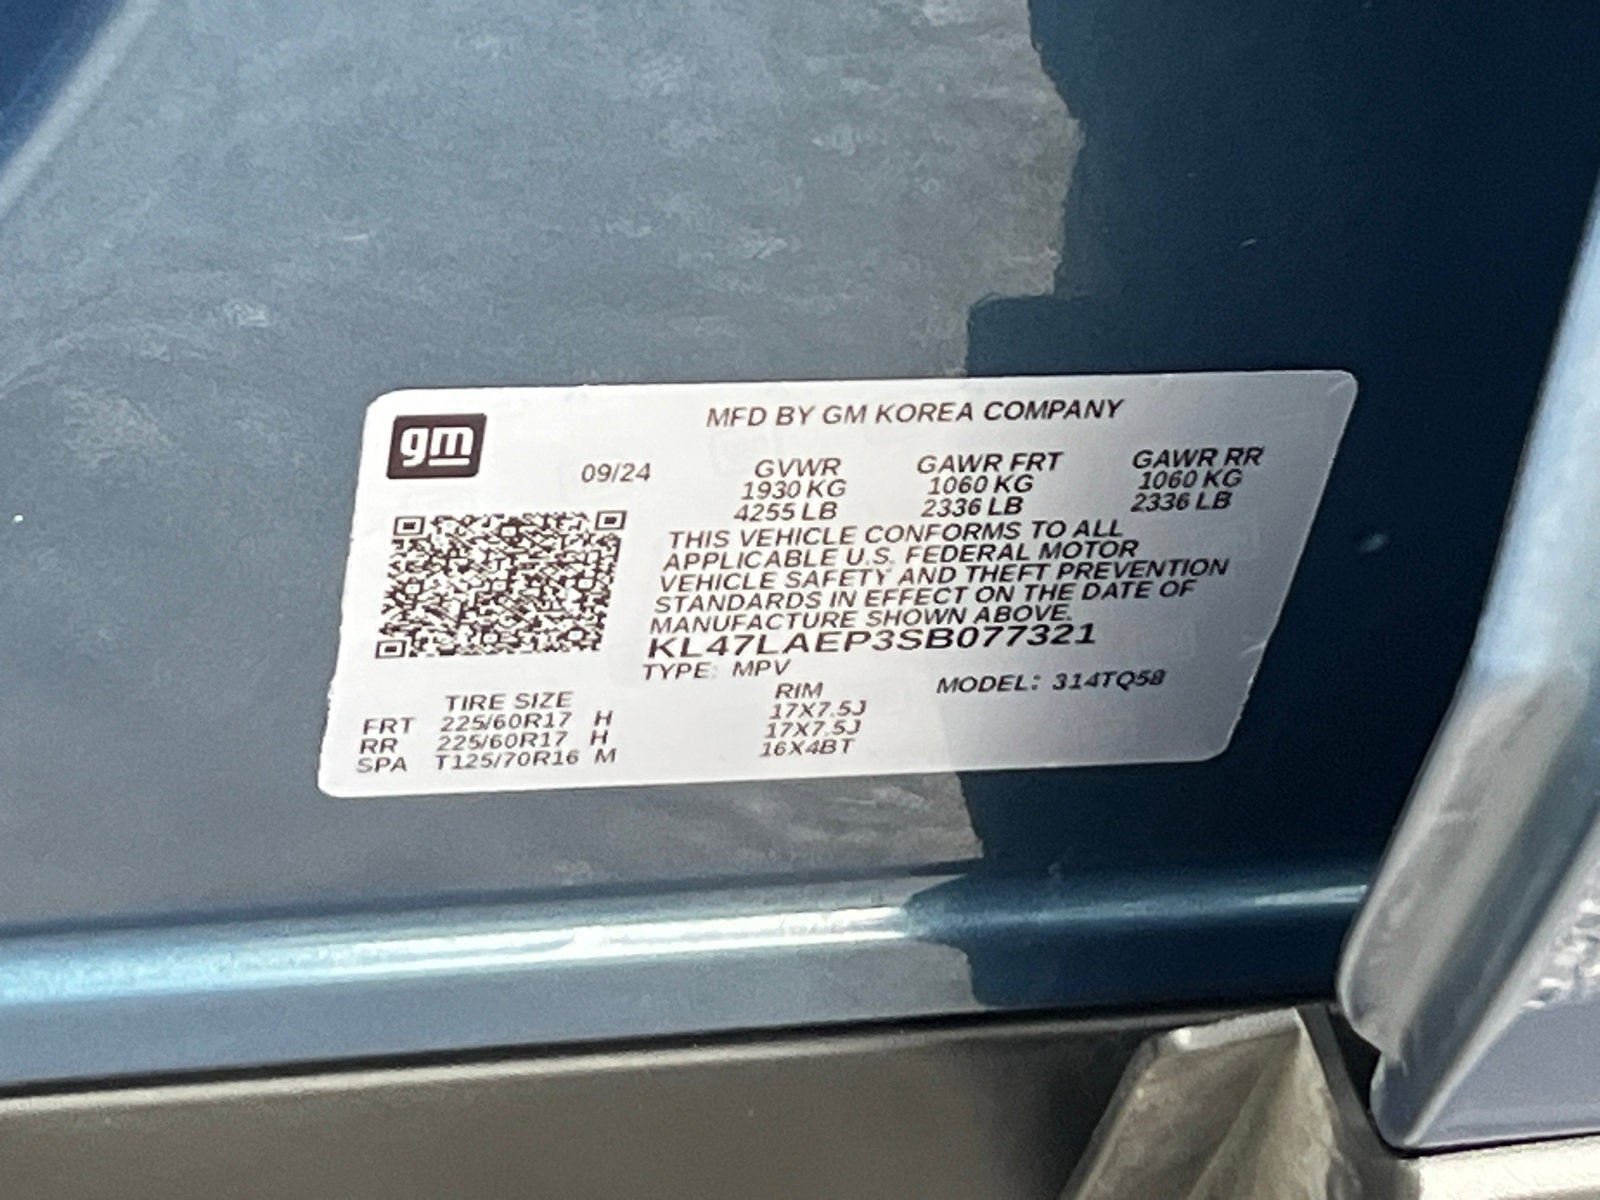 gm
MFD BY GM KOREA COMPANY
09/24 GVWR GAWR FRT GAWR RR
1930 KG 1060 KG 1060 KG
4255 LB 2336 LB 2336 LB
THIS VEHICLE CONFORMS TO ALL
APPLICABLE U.S. FEDERAL MOTOR
VEHICLE SAFETY AND THEFT PREVENTION
STANDARDS IN EFFECT ON THE DATE OF
MANUFACTURE SHOWN ABOVE.
KL47LAEP3SB077321
TYPE: MPV MODEL: 314TQ58
TIRE SIZE RIM
FRT 225/60R17 H 17X7.5J
RR 225/60R17 H 17X7.5J
SPA T125/70R16 M 16X4BT